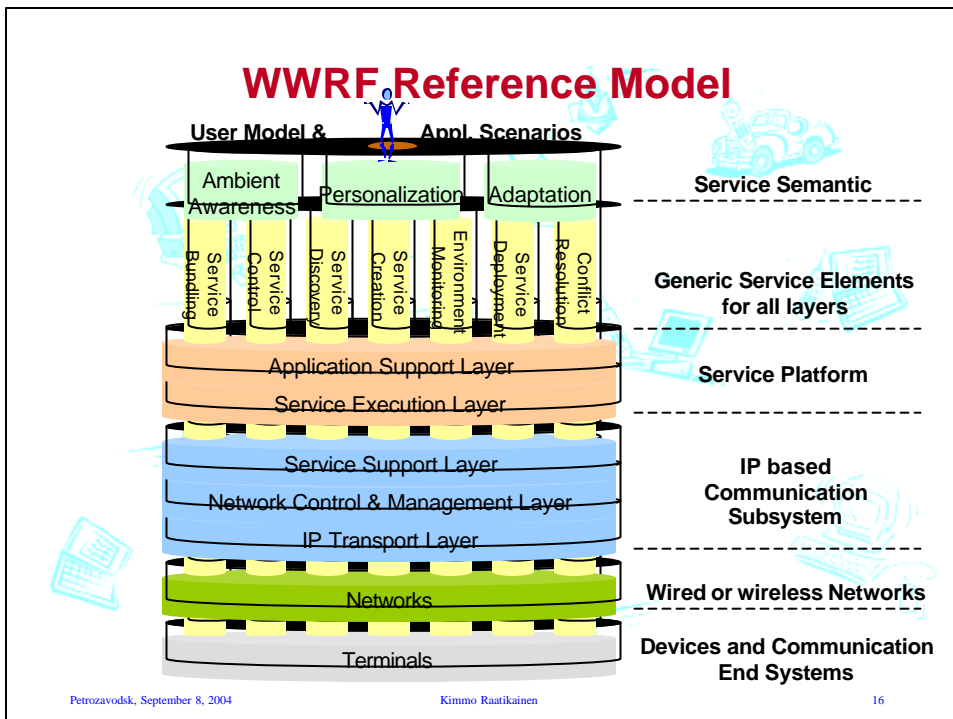 WWRF Reference Model
User Model & Appl. Scenarios
Ambient
Awareness
Personalization
Adaptation
Service Semantic
Service
Bundling
Service
Control
Service
Discovery
Service
Creation
Environment
Monitoring
Service
Deployment
Conflict
Resolution
Generic Service Elements
for all layers
Application Support Layer
Service Execution Layer
Service Platform
Service Support Layer
Network Control & Management Layer
IP Transport Layer
IP based
Communication
Subsystem
Networks
Wired or wireless Networks
Terminals
Devices and Communication
End Systems
Petrozavodsk, September 8, 2004 Kimmo Raatikainen 16